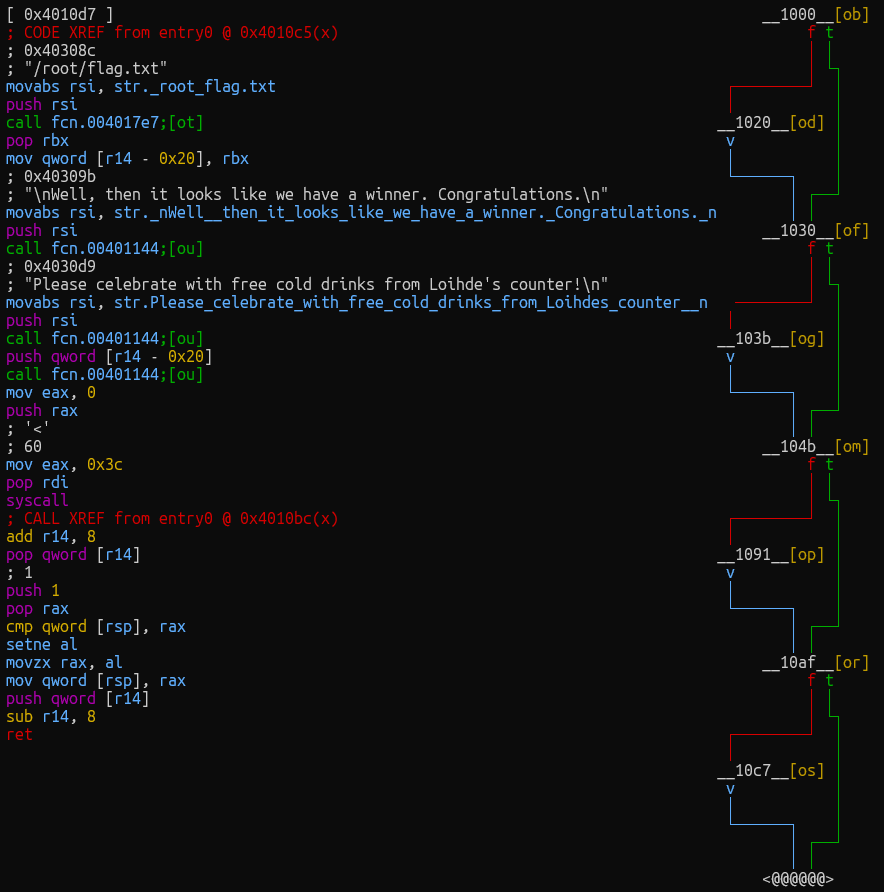 [ 0x4010d7 ]
; CODE XREF from entry0 @ 0x4010c5(x)
; 0x40308c
; "/root/flag.txt"
movabs rsi, str._root_flag.txt
push rsi
call fcn.004017e7;[ot]
pop rbx
mov qword [r14 - 0x20], rbx
; 0x40309b
; "\nWell, then it looks like we have a winner. Congratulations.\n"
movabs rsi, str._nWell__then_it_looks_like_we_have_a_winner._Congratulations._n
push rsi
call fcn.00401144;[ou]
; 0x4030d9
; "Please celebrate with free cold drinks from Loihde's counter!\n"
movabs rsi, str.Please_celebrate_with_free_cold_drinks_from_Loihdes_counter__n
push rsi
call fcn.00401144;[ou]
push qword [r14 - 0x20]
call fcn.00401144;[ou]
mov eax, 0
push rax
; '<'
; 60
mov eax, 0x3c
pop rdi
syscall
; CALL XREF from entry0 @ 0x4010bc(x)
add r14, 8
pop qword [r14]
; 1
push 1
pop rax
cmp qword [rsp], rax
setne al
movzx rax, al
mov qword [rsp], rax
push qword [r14]
sub r14, 8
ret
__1000__[ob]
f t
__1020__[od]
v
__1030__[of]
f t
__103b__[og]
v
__104b__[om]
f t
__1091__[op]
v
__10af__[or]
f t
__10c7__[os]
v
<@@@@@@>